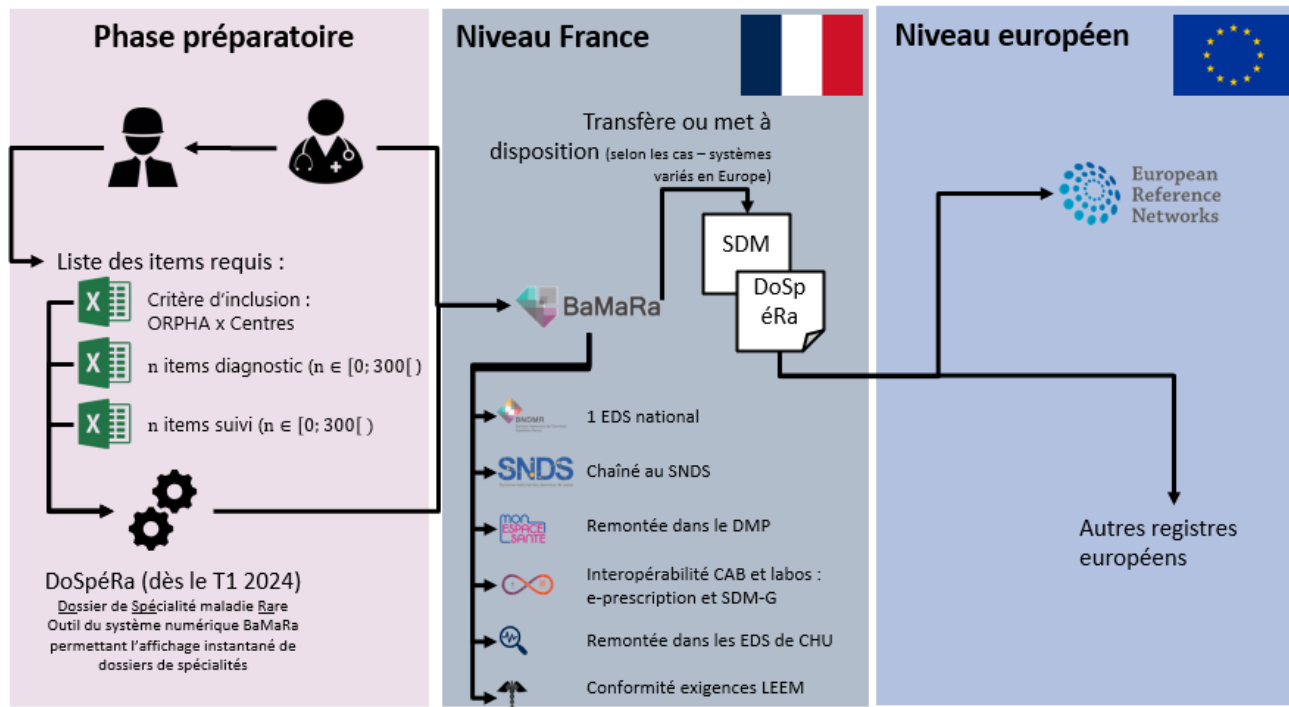 Phase préparatoire
Liste des items requis :
X
Critère d'inclusion :
ORPHA x Centres
X
n items diagnostic (n ∈ [0; 300[ )
X
n items suivi (n ∈ [0; 300[ )
DoSpéRa (dès le T1 2024)
Dossier de Spécialité maladie Rare
Outil du système numérique BaMaRa
permettant l'affichage instantané de
dossiers de spécialités
Niveau France
Transfère ou met à
disposition (selon les cas – systèmes
variés en Europe)
SDM
DoSp
éRa
BaMaRa
BNDMR
1 EDS national
SNDS
Chaîné au SNDS
MON
ESPACE
SANTÉ
Remontée dans le DMP
Interopérabilité CAB et labos :
e-prescription et SDM-G
Remontée dans les EDS de CHU
Conformité exigences LEEM
Niveau européen
European
Reference
Networks
Autres registres
européens